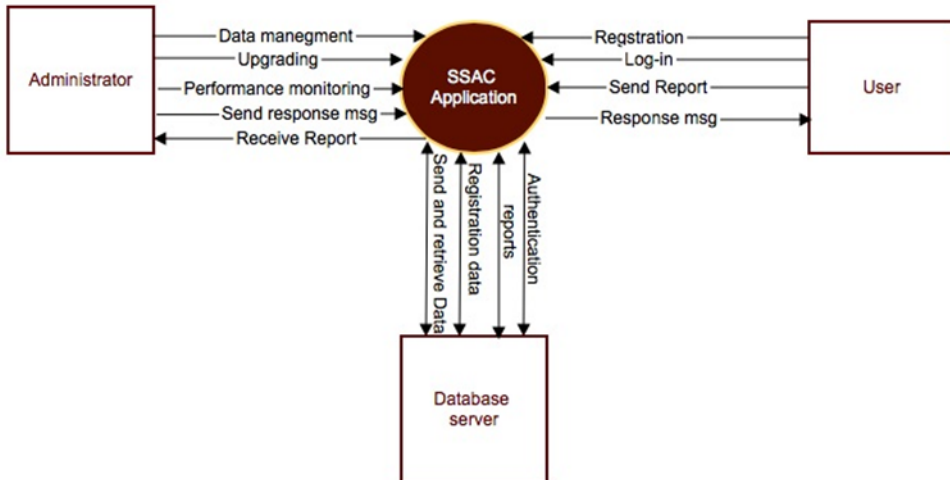 Administrator
Data manegment
Upgrading
Performance monitoring
Send response msg
Receive Report
SSAC
Application
Regstration
Log-in
Send Report
Response msg
User
Send and retrieve Data
Registration data
reports
Authentication
Database
server